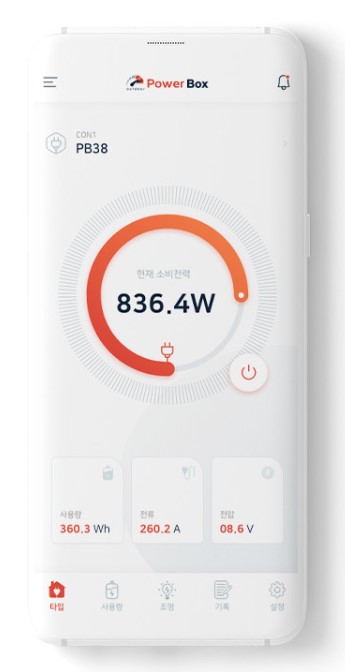 Power Box
CON1
PB38
현재 소비전력
836.4W
사용량
360.3 Wh
전류
260.2 A
전압
08.6 V
타입
사용량
조명
기록
설정